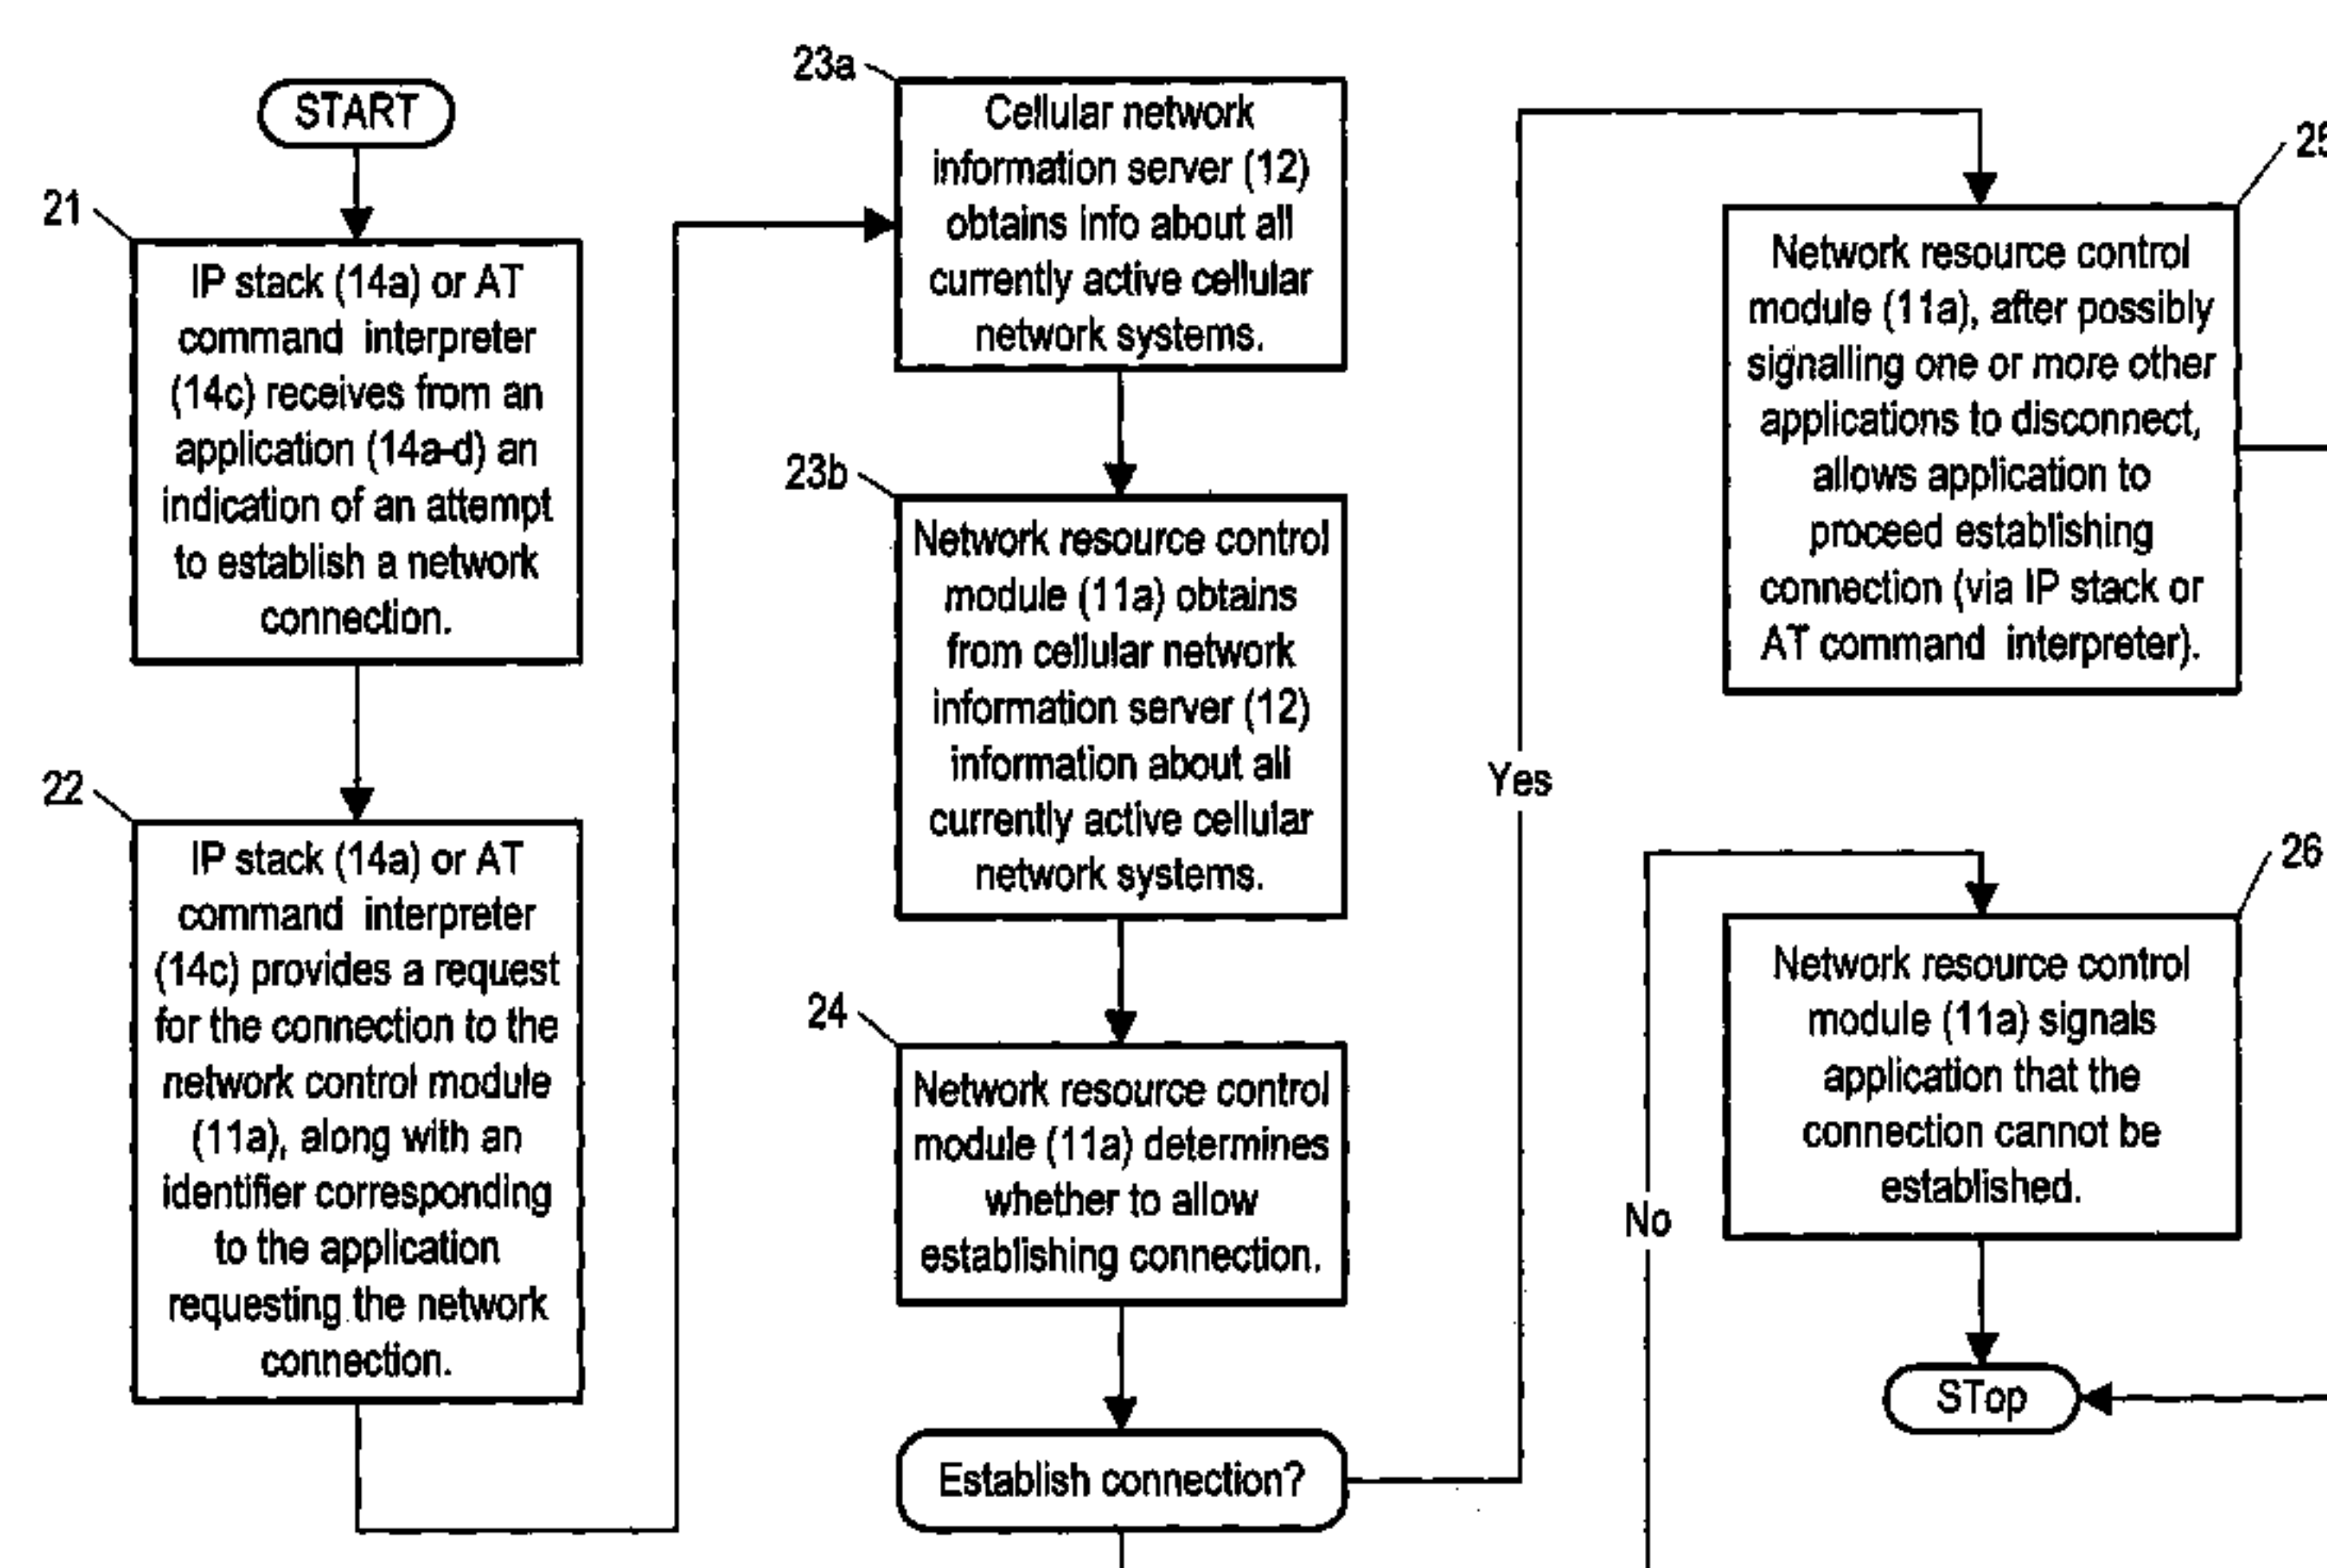 START
21
IP stack (14a) or AT
command interpreter
(14c) receives from an
application (14a-d) an
indication of an attempt
to establish a network
connection.
22
IP stack (14a) or AT
command interpreter
(14c) provides a request
for the connection to the
network control module
(11a), along with an
identifier corresponding
to the application
requesting the network
connection.
23a
Cellular network
information server (12)
obtains info about all
currently active cellular
network systems.
23b
Network resource control
module (11a) obtains
from cellular network
information server (12)
information about all
currently active cellular
network systems.
24
Network resource control
module (11a) determines
whether to allow
establishing connection.
Establish connection?
Yes
No
25
Network resource control
module (11a), after possibly
signalling one or more other
applications to disconnect,
allows application to
proceed establishing
connection (via IP stack or
AT command interpreter).
26
Network resource control
module (11a) signals
application that the
connection cannot be
established.
STop